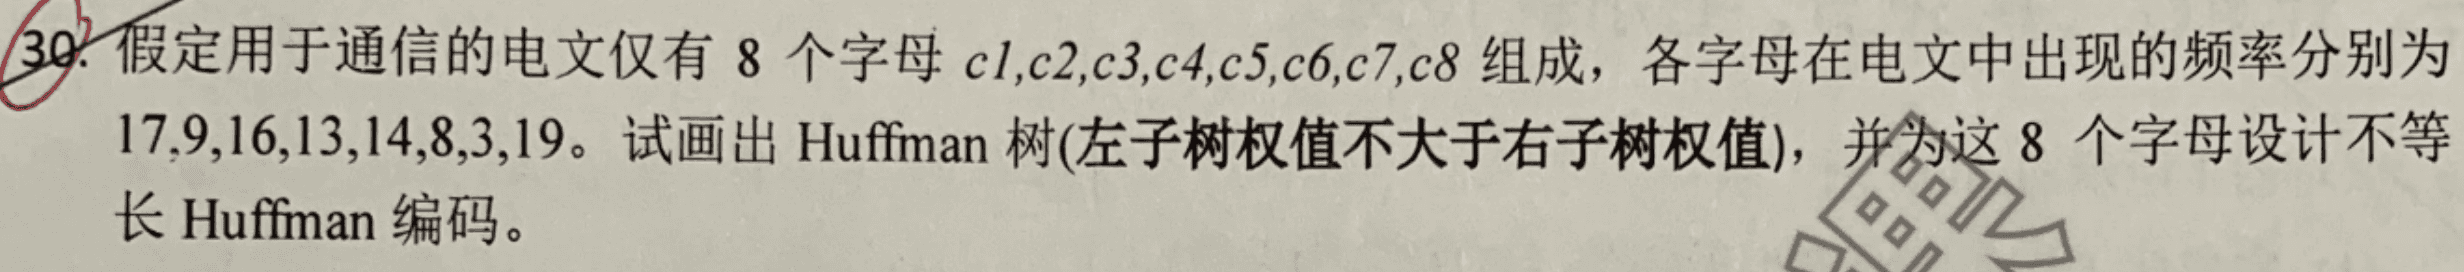 30. 假定用于通信的电文仅有 8 个字母 c1,c2,c3,c4,c5,c6,c7,c8 组成，各字母在电文中出现的频率分别为
17,9,16,13,14,8,3,19。试画出 Huffman 树(左子树权值不大于右子树权值)，并为这 8 个字母设计不等
长 Huffman 编码。